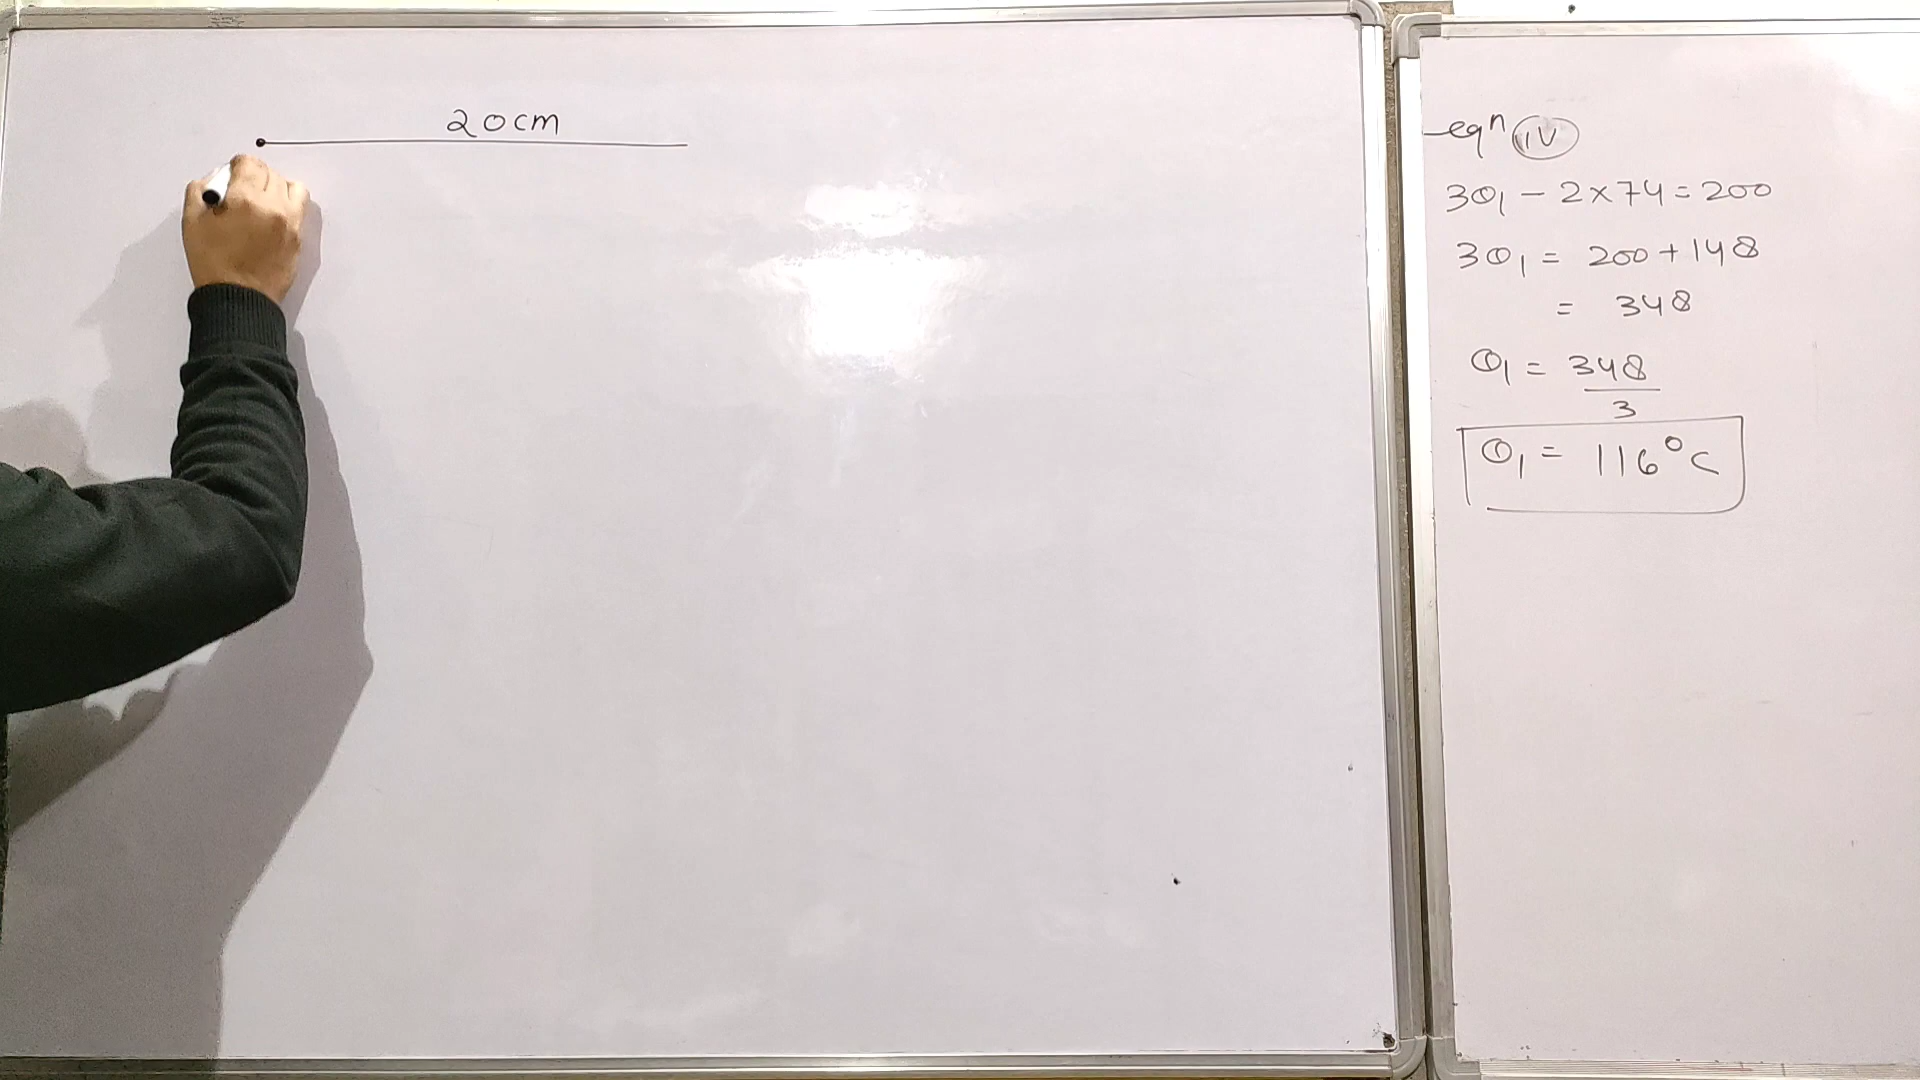 20cm
eqⁿ (iv)
3θ₁ - 2×74 = 200
3θ₁ = 200 + 148
= 348
θ₁ = 348
3
θ₁ = 116°C